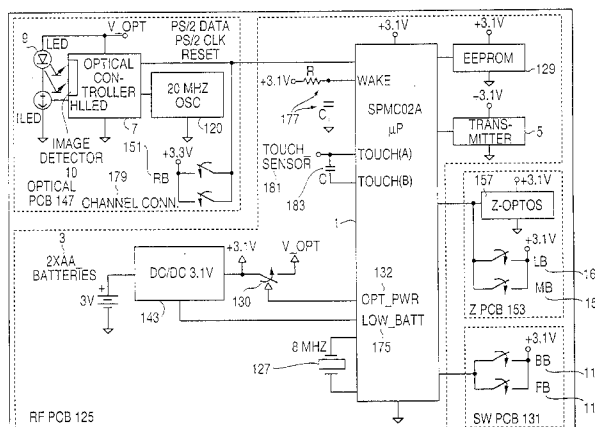 9
LED
V_OPT
OPTICAL
CON-
TROLLER
HLLED
ILED
IMAGE
DETECTOR
10
OPTICAL
PCB 147
PS/2 DATA
PS/2 CLK
RESET
20 MHZ
OSC
7
120
151
+3.3V
RB
179
CHANNEL CONN.
+3.1V
R
WAKE
177
C
TOUCH
SENSOR
181
TOUCH(A)
C
TOUCH(B)
183
1
+3.1V
SPMC02A
µP
+3.1V
EEPROM
129
−3.1V
TRANS-
MITTER
5
157
+3.1V
Z-OPTOS
+3.1V
LB
16
MB
15
Z PCB 153
3
2XAA
BATTERIES
3V
DC/DC 3.1V
143
+3.1V
V_OPT
130
132
OPT_PWR
LOW_BATT
175
8 MHZ
127
+3.1V
BB
11
FB
11
SW PCB 131
RF PCB 125